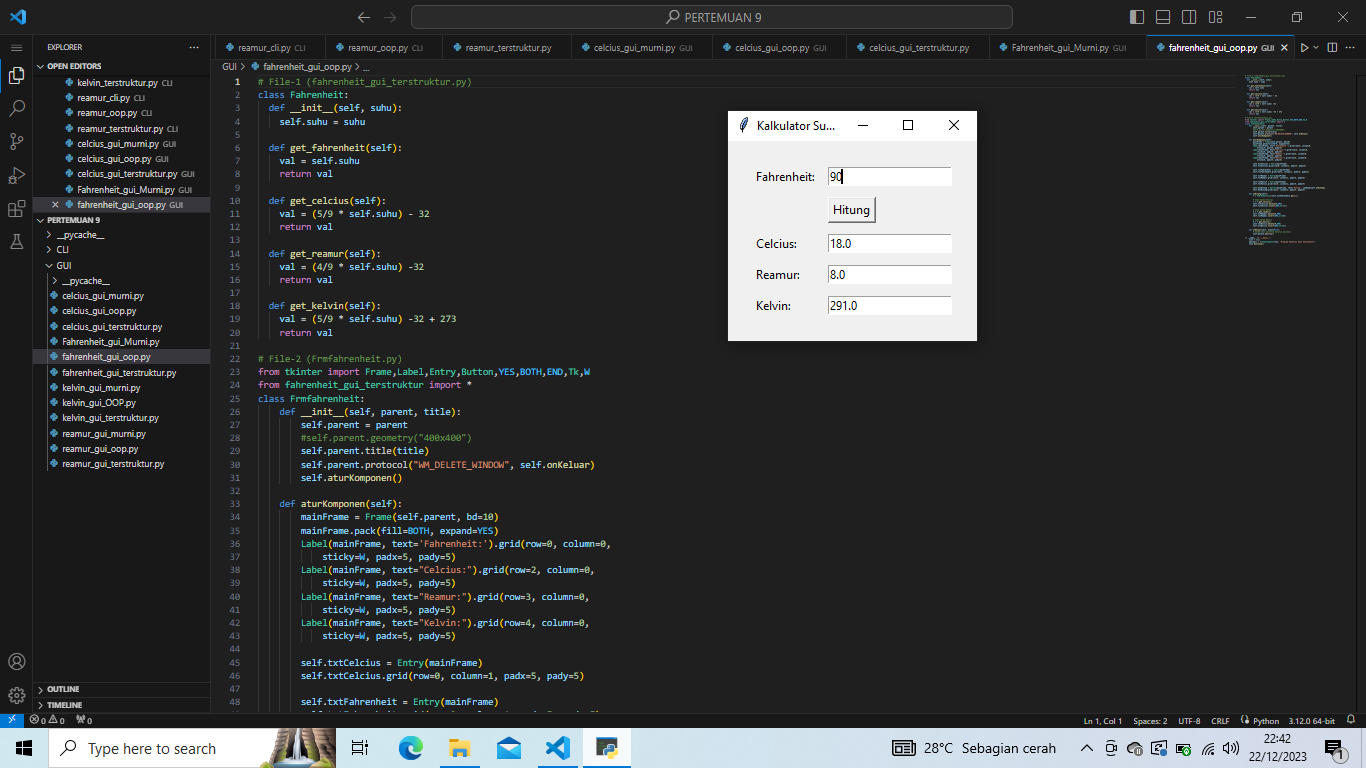 PERTEMUAN 9
EXPLORER
OPEN EDITORS
kelvin_terstruktur.py CLI
reamur_cli.py CLI
reamur_oop.py CLI
reamur_terstruktur.py CLI
celcius_gui_murni.py GUI
celcius_gui_oop.py GUI
celcius_gui_terstruktur.py GUI
Fahrenheit_gui_Murni.py GUI
fahrenheit_gui_oop.py GUI
PERTEMUAN 9
__pycache__
CLI
GUI
__pycache__
celcius_gui_murni.py
celcius_gui_oop.py
celcius_gui_terstruktur.py
Fahrenheit_gui_Murni.py
fahrenheit_gui_oop.py
fahrenheit_gui_terstruktur.py
kelvin_gui_murni.py
kelvin_gui_OOP.py
kelvin_gui_terstruktur.py
reamur_gui_murni.py
reamur_gui_oop.py
reamur_gui_terstruktur.py
OUTLINE
TIMELINE
reamur_cli.py CLI
reamur_oop.py CLI
reamur_terstruktur.py
celcius_gui_murni.py GUI
celcius_gui_oop.py GUI
celcius_gui_terstruktur.py
Fahrenheit_gui_Murni.py GUI
fahrenheit_gui_oop.py GUI
GUI > fahrenheit_gui_oop.py > ...
1 # File-1 (fahrenheit_gui_terstruktur.py)
2 class Fahrenheit:
3 def __init__(self, suhu):
4 self.suhu = suhu
5
6 def get_fahrenheit(self):
7 val = self.suhu
8 return val
9
10 def get_celcius(self):
11 val = (5/9 * self.suhu) - 32
12 return val
13
14 def get_reamur(self):
15 val = (4/9 * self.suhu) -32
16 return val
17
18 def get_kelvin(self):
19 val = (5/9 * self.suhu) -32 + 273
20 return val
21
22 # File-2 (Frmfahrenheit.py)
23 from tkinter import Frame,Label,Entry,Button,YES,BOTH,END,Tk,W
24 from fahrenheit_gui_terstruktur import *
25 class Frmfahrenheit:
26 def __init__(self, parent, title):
27 self.parent = parent
28 #self.parent.geometry("400x400")
29 self.parent.title(title)
30 self.parent.protocol("WM_DELETE_WINDOW", self.onKeluar)
31 self.aturKomponen()
32
33 def aturKomponen(self):
34 mainFrame = Frame(self.parent, bd=10)
35 mainFrame.pack(fill=BOTH, expand=YES)
36 Label(mainFrame, text='Fahrenheit:').grid(row=0, column=0,
37 sticky=W, padx=5, pady=5)
38 Label(mainFrame, text="Celcius:").grid(row=2, column=0,
39 sticky=W, padx=5, pady=5)
40 Label(mainFrame, text="Reamur:").grid(row=3, column=0,
41 sticky=W, padx=5, pady=5)
42 Label(mainFrame, text="Kelvin:").grid(row=4, column=0,
43 sticky=W, padx=5, pady=5)
44
45 self.txtCelcius = Entry(mainFrame)
46 self.txtCelcius.grid(row=0, column=1, padx=5, pady=5)
47
48 self.txtFahrenheit = Entry(mainFrame)
Kalkulator Su...
Fahrenheit: 90
Hitung
Celcius: 18.0
Reamur: 8.0
Kelvin: 291.0
0 0 0
Ln 1, Col 1 Spaces: 2 UTF-8 CRLF Python 3.12.0 64-bit
Type here to search
28°C Sebagian cerah
22:42
22/12/2023
1